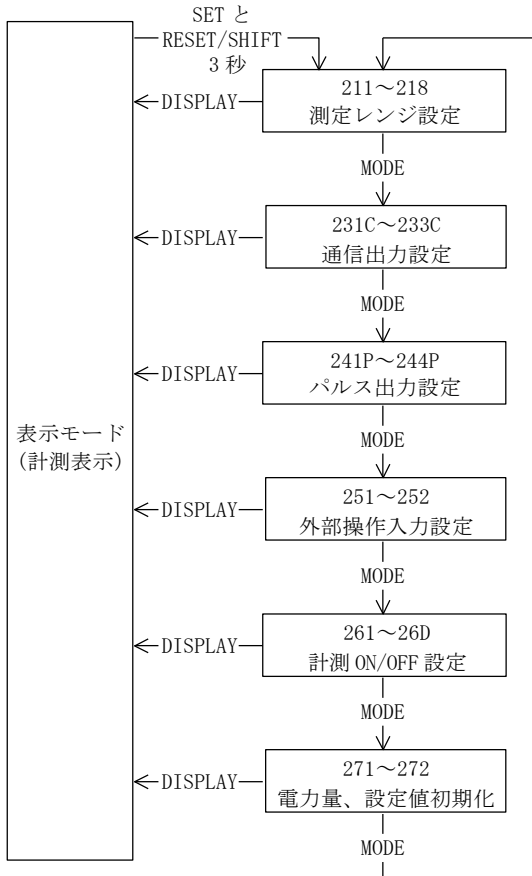 SET と
RESET/SHIFT
3 秒
211～218
測定レンジ設定
DISPLAY
MODE
231C～233C
通信出力設定
DISPLAY
MODE
241P～244P
パルス出力設定
DISPLAY
MODE
表示モード
(計測表示)
251～252
外部操作入力設定
DISPLAY
MODE
261～26D
計測 ON/OFF 設定
DISPLAY
MODE
271～272
電力量、設定値初期化
DISPLAY
MODE